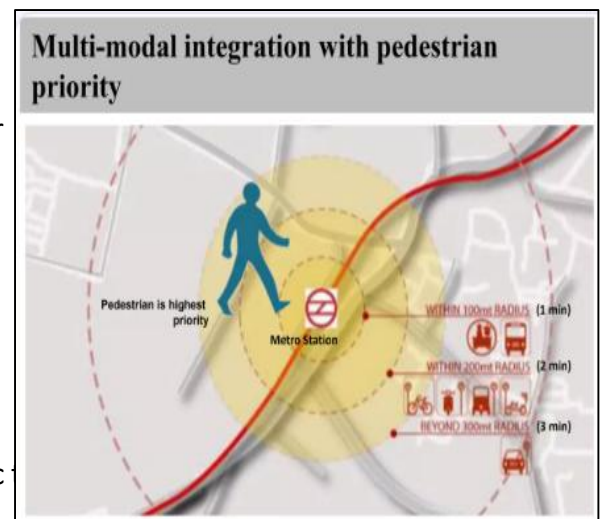 Multi-modal integration with pedestrian
priority
Pedestrian is highest
priority
Metro Station
WITHIN 100mt RADIUS (1 min)
WITHIN 200mt RADIUS (2 min)
BEYOND 300mt RADIUS (3 min)